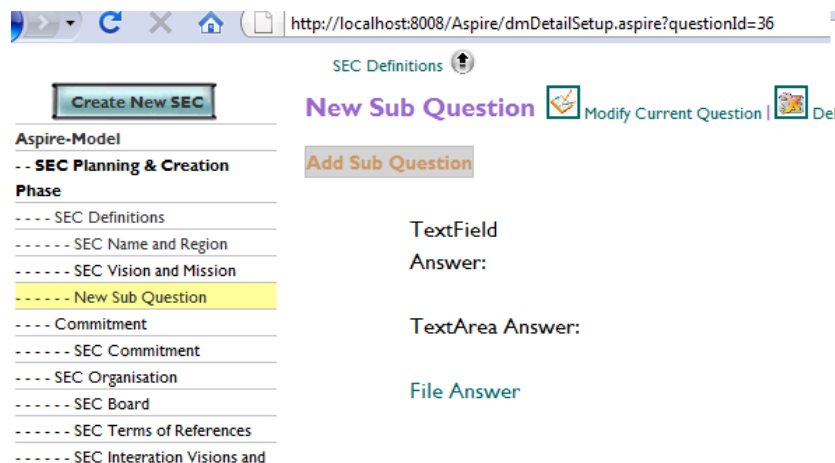 http://localhost:8008/Aspire/dmDetailSetup.aspire?questionId=36
SEC Definitions
Create New SEC
New Sub Question Modify Current Question | Del
Aspire-Model
- - SEC Planning & Creation
Phase
- - - - SEC Definitions
- - - - - - SEC Name and Region
- - - - - - SEC Vision and Mission
- - - - - - New Sub Question
- - - - Commitment
- - - - - - SEC Commitment
- - - - SEC Organisation
- - - - - - SEC Board
- - - - - - SEC Terms of References
- - - - - - SEC Integration Visions and
Add Sub Question
TextField
Answer:
TextArea Answer:
File Answer